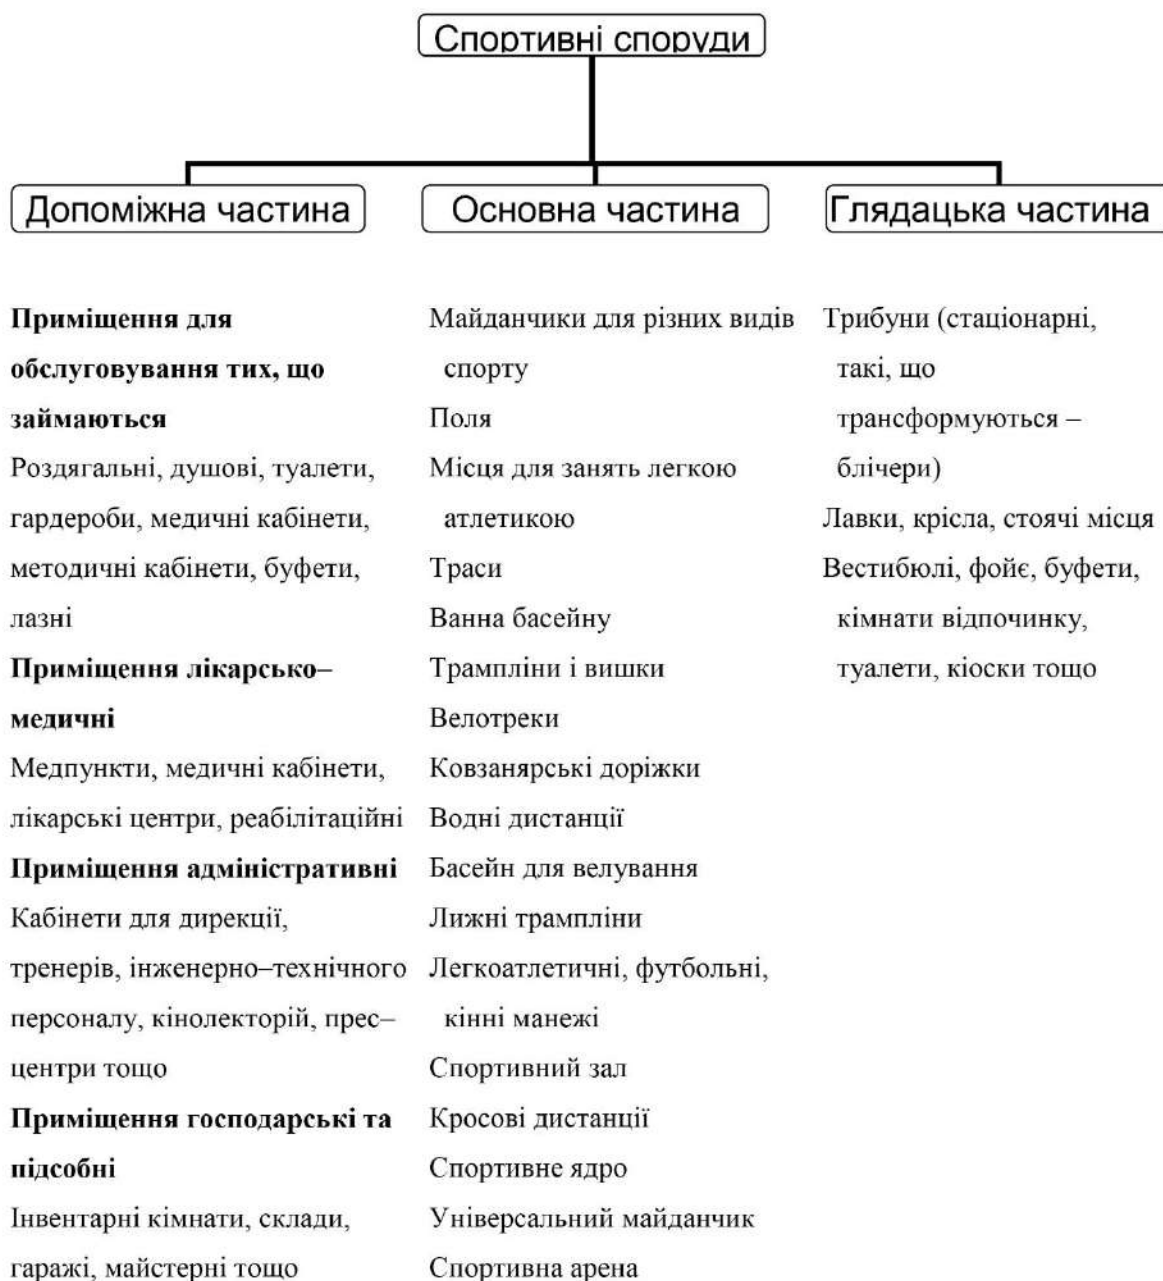 Спортивні споруди
Допоміжна частина
Основна частина
Глядацька частина
Приміщення для
обслуговування тих, що
займаються
Роздягальні, душові, туалети,
гардероби, медичні кабінети,
методичні кабінети, буфети,
лазні
Приміщення лікарсько–
медичні
Медпункти, медичні кабінети,
лікарські центри, реабілітаційні
Приміщення адміністративні
Кабінети для дирекції,
тренерів, інженерно–технічного
персоналу, кінолекторій, прес–
центри тощо
Приміщення господарські та
підсобні
Інвентарні кімнати, склади,
гаражі, майстерні тощо
Майданчики для різних видів
спорту
Поля
Місця для занять легкою
атлетикою
Траси
Ванна басейну
Трампліни і вишки
Велотреки
Ковзанярські доріжки
Водні дистанції
Басейн для велування
Лижні трампліни
Легкоатлетичні, футбольні,
кінні манежі
Спортивний зал
Кросові дистанції
Спортивне ядро
Універсальний майданчик
Спортивна арена
Трибуни (стаціонарні,
такі, що
трансформуються –
блічери)
Лавки, крісла, стоячі місця
Вестибюлі, фойє, буфети,
кімнати відпочинку,
туалети, кіоски тощо